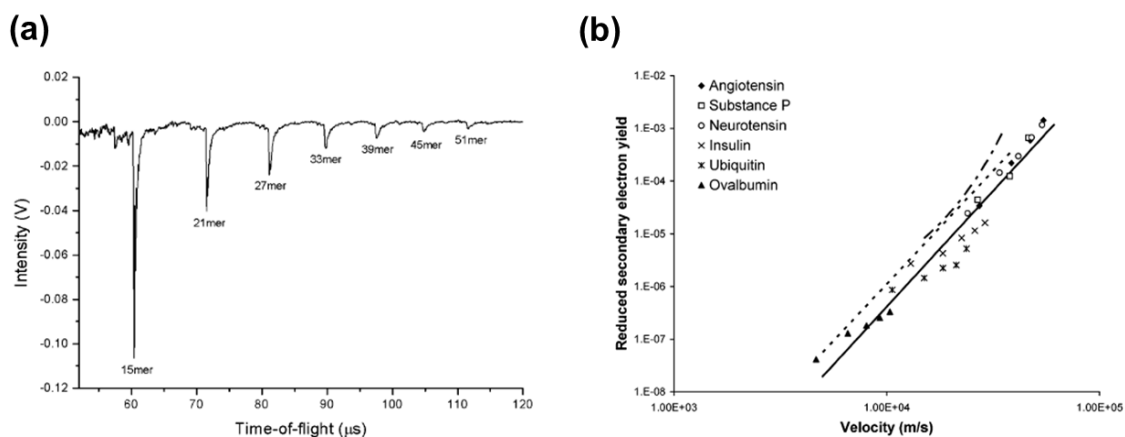 (a)
0.02
0.00
-0.02
-0.04
-0.06
-0.08
-0.10
-0.12
Intensity (V)
15mer
21mer
27mer
33mer
39mer
45mer
51mer
60
70
80
90
100
110
120
Time-of-flight (μs)
(b)
1.E-02
1.E-03
1.E-04
1.E-05
1.E-06
1.E-07
1.E-08
Reduced secondary electron yield
Angiotensin
Substance P
Neurotensin
Insulin
Ubiquitin
Ovalbumin
1.00E+03
1.00E+04
1.00E+05
Velocity (m/s)